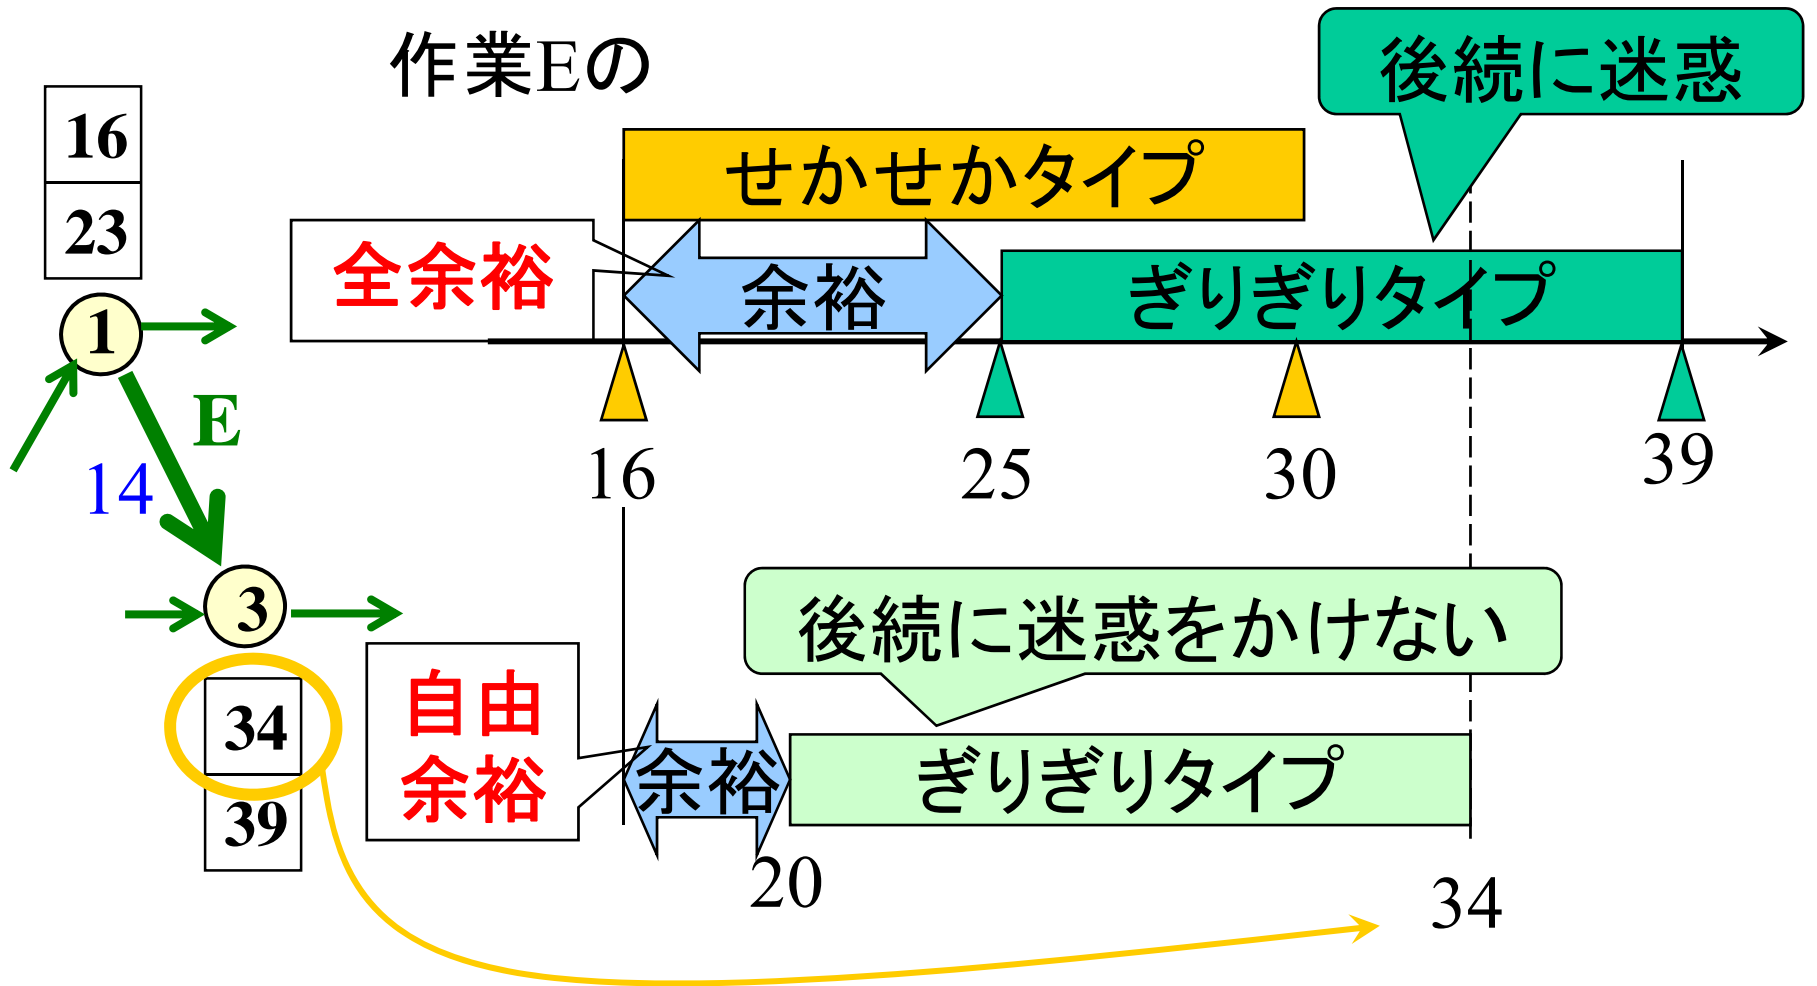 作業Eの
後続に迷惑
16
23
せかせかタイプ
全余裕
余裕
ぎりぎりタイプ
1
E
14
16
25
30
39
3
後続に迷惑をかけない
34
39
自由
余裕
余裕
ぎりぎりタイプ
20
34